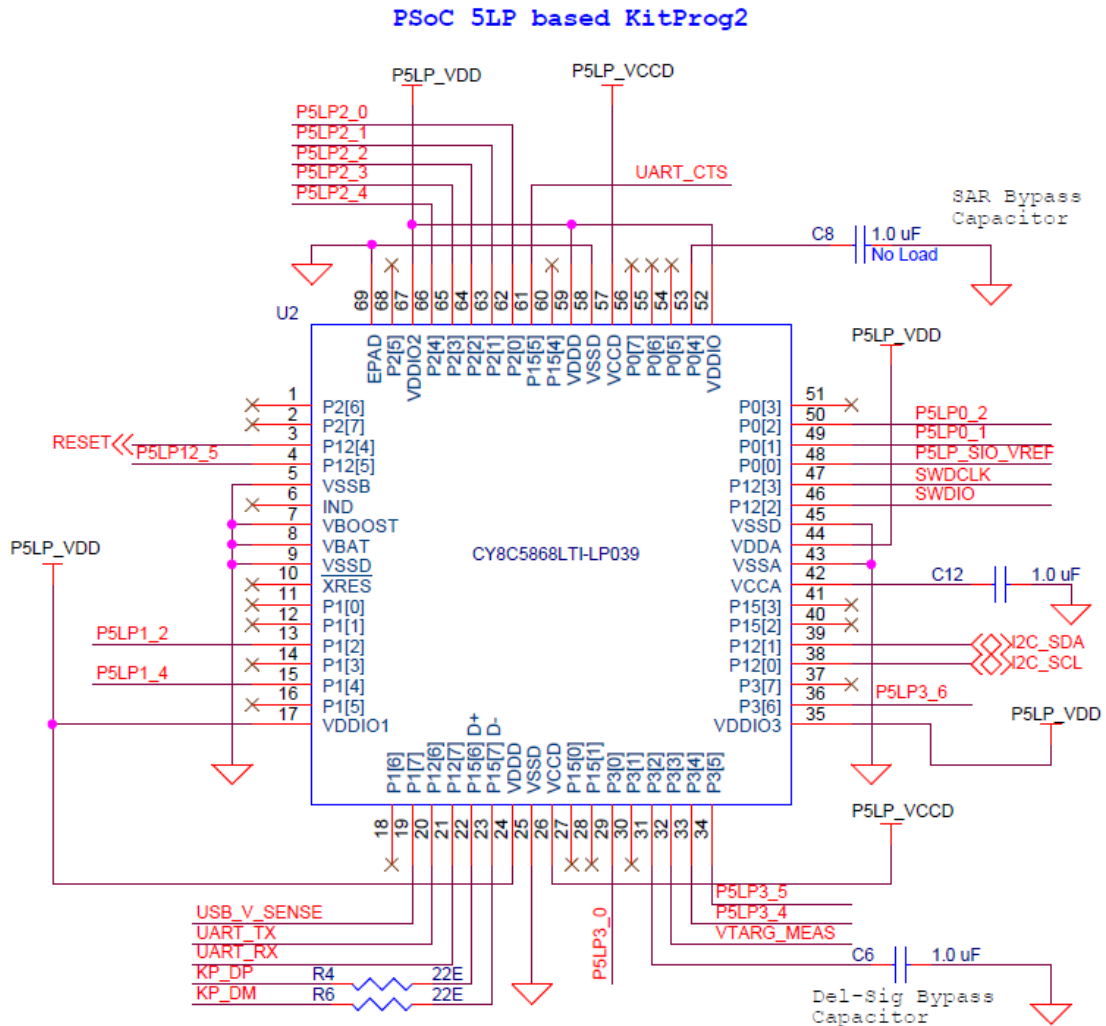 PSoC 5LP based KitProg2
P5LP_VDD
P5LP_VCCD
P5LP2_0
P5LP2_1
P5LP2_2
P5LP2_3
P5LP2_4
UART_CTS
SAR Bypass
Capacitor
C8
1.0 uF
No Load
69
68
67
66
65
64
63
62
61
60
59
58
57
56
55
54
53
52
U2
EPAD
P2[5]
VDDIO2
P2[4]
P2[3]
P2[2]
P2[1]
P2[0]
P15[5]
P15[4]
VDDD
VSSD
VCCD
P0[7]
P0[6]
P0[5]
P0[4]
VDDIO
P5LP_VDD
1 P2[6]
2 P2[7]
RESET 3 P12[4]
P5LP12_5 4 P12[5]
5 VSSB
6 IND
7 VBOOST
8 VBAT
9 VSSD
10 XRES
11 P1[0]
12 P1[1]
P5LP1_2 13 P1[2]
14 P1[3]
P5LP1_4 15 P1[4]
16 P1[5]
17 VDDIO1
P5LP_VDD
CY8C5868LTI-LP039
P0[3] 51
P0[2] 50 P5LP0_2
P0[1] 49 P5LP0_1
P0[0] 48 P5LP_SIO_VREF
P12[3] 47 SWDCLK
P12[2] 46 SWDIO
VSSD 45
VDDA 44
VSSA 43
VCCA 42 C12 1.0 uF
P15[3] 41
P15[2] 40
P12[1] 39 I2C_SDA
P12[0] 38 I2C_SCL
P3[7] 37
P3[6] 36 P5LP3_6
VDDIO3 35 P5LP_VDD
P1[6]
P1[7]
P12[6]
P12[7]
P15[6] D+
P15[7] D-
VDDD
VSSD
VCCD
P15[0]
P15[1]
P3[0]
P3[1]
P3[2]
P3[3]
P3[4]
P3[5]
18
19
20
21
22
23
24
25
26
27
28
29
30
31
32
33
34
P5LP_VCCD
USB_V_SENSE
UART_TX
UART_RX
KP_DP R4 22E
KP_DM R6 22E
P5LP3_0
P5LP3_5
P5LP3_4
VTARG_MEAS
C6 1.0 uF
Del-Sig Bypass
Capacitor